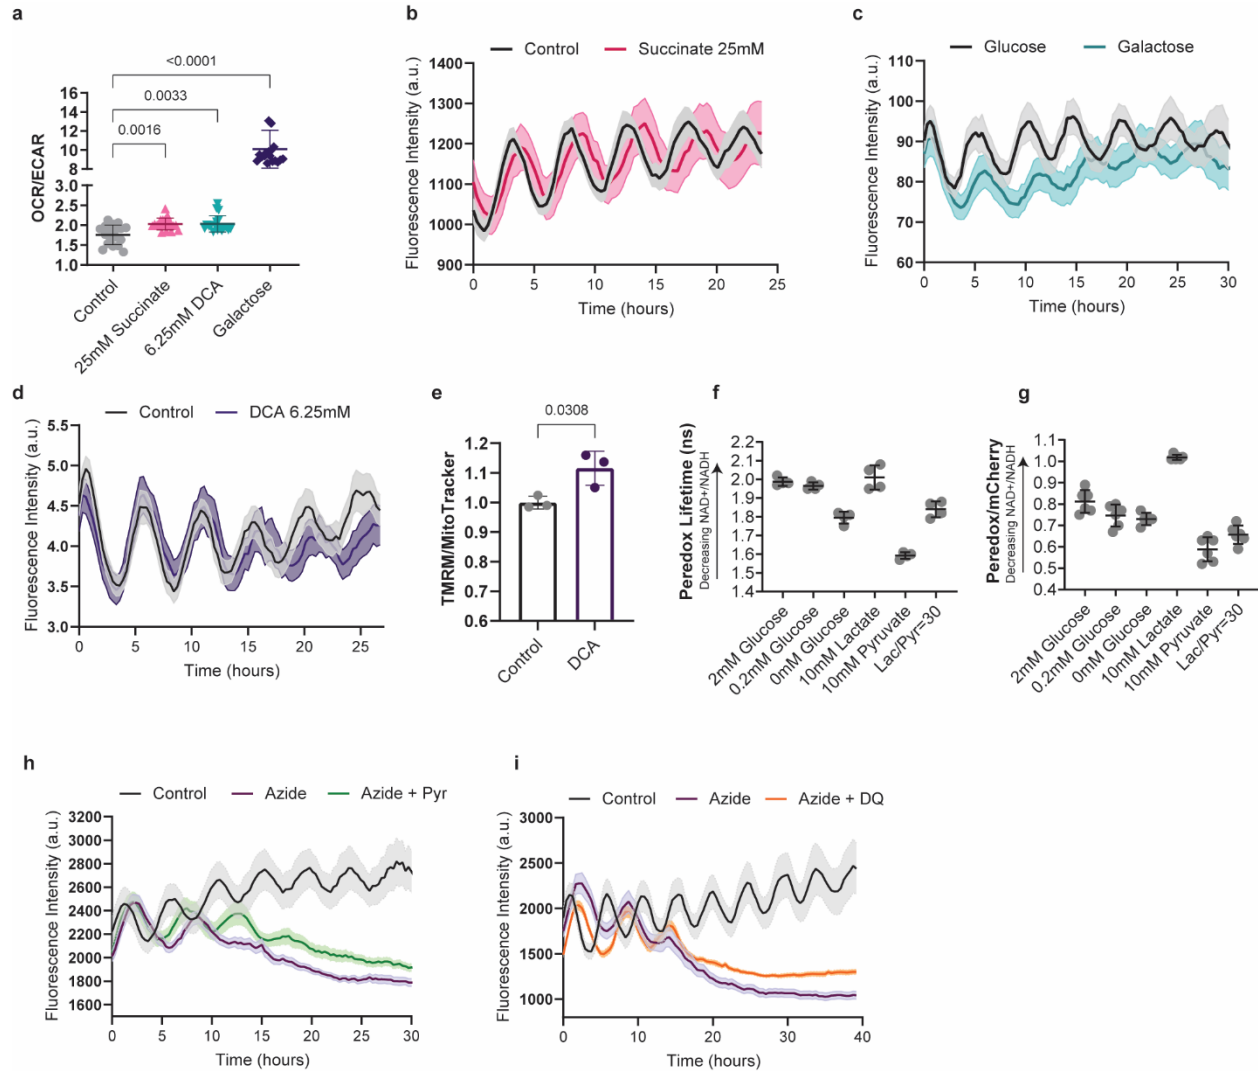 a
<0.0001
0.0033
0.0016
OCR/ECAR
16
14
12
10
8
3.0
2.5
2.0
1.5
1.0
Control
25mM Succinate
6.25mM DCA
Galactose
b
Control
Succinate 25mM
Fluorescence Intensity (a.u.)
1400
1300
1200
1100
1000
900
0 5 10 15 20 25
Time (hours)
c
Glucose
Galactose
Fluorescence Intensity (a.u.)
110
100
90
80
70
60
0 5 10 15 20 25 30
Time (hours)
d
Control
DCA 6.25mM
Fluorescence Intensity (a.u.)
5.5
5.0
4.5
4.0
3.5
3.0
0 5 10 15 20 25
Time (hours)
e
0.0308
TMRM/MitoTracker
1.2
1.1
1.0
0.9
0.8
0.7
0.6
Control
DCA
f
Peredox Lifetime (ns)
Decreasing NAD+/NADH
2.2
2.1
2.0
1.9
1.8
1.7
1.6
1.5
1.4
2mM Glucose
0.2mM Glucose
0mM Glucose
10mM Lactate
10mM Pyruvate
Lac/Pyr=30
g
Peredox/mCherry
Decreasing NAD+/NADH
1.1
1.0
0.9
0.8
0.7
0.6
0.5
0.4
2mM Glucose
0.2mM Glucose
0mM Glucose
10mM Lactate
10mM Pyruvate
Lac/Pyr=30
h
Control
Azide
Azide + Pyr
Fluorescence Intensity (a.u.)
3200
3000
2800
2600
2400
2200
2000
1800
1600
0 5 10 15 20 25 30
Time (hours)
i
Control
Azide
Azide + DQ
Fluorescence Intensity (a.u.)
3000
2500
2000
1500
1000
0 10 20 30 40
Time (hours)